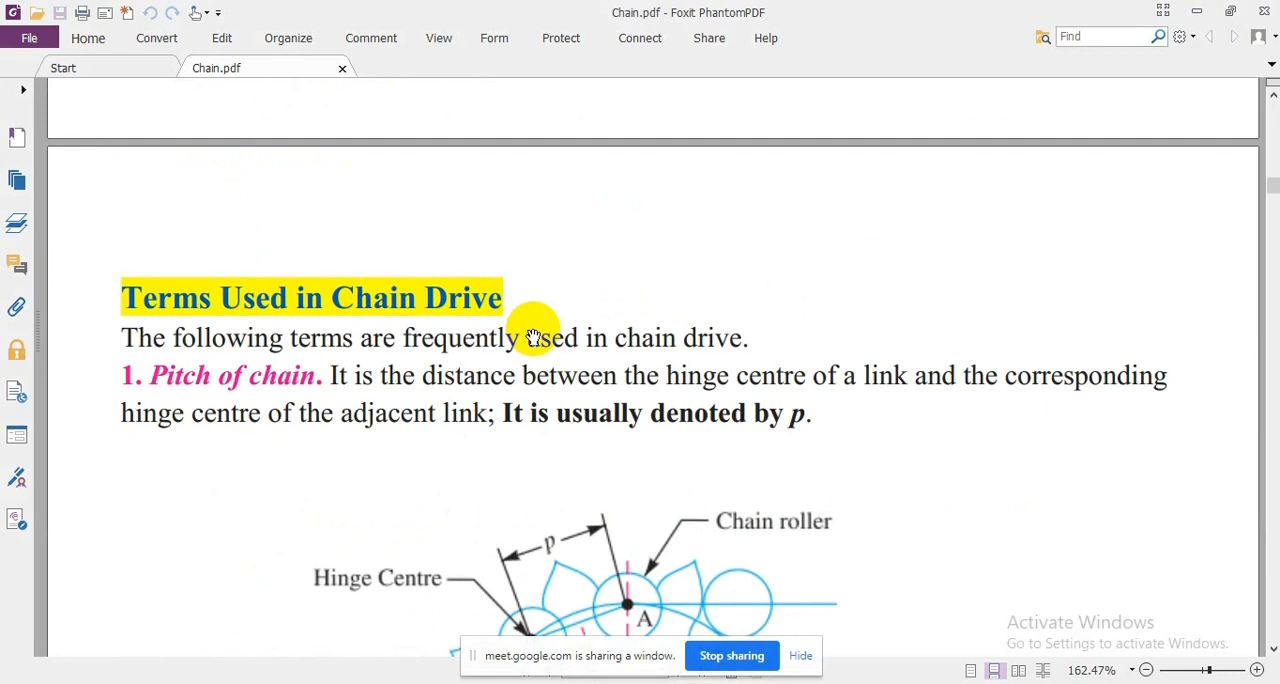 Chain.pdf - Foxit PhantomPDF
File Home Convert Edit Organize Comment View Form Protect Connect Share Help Find
Start Chain.pdf
Terms Used in Chain Drive
The following terms are frequently used in chain drive.
1. Pitch of chain. It is the distance between the hinge centre of a link and the corresponding
hinge centre of the adjacent link; It is usually denoted by p.
Chain roller
p
Hinge Centre
A
Activate Windows
Go to Settings to activate Windows.
meet.google.com is sharing a window. Stop sharing Hide
162.47%